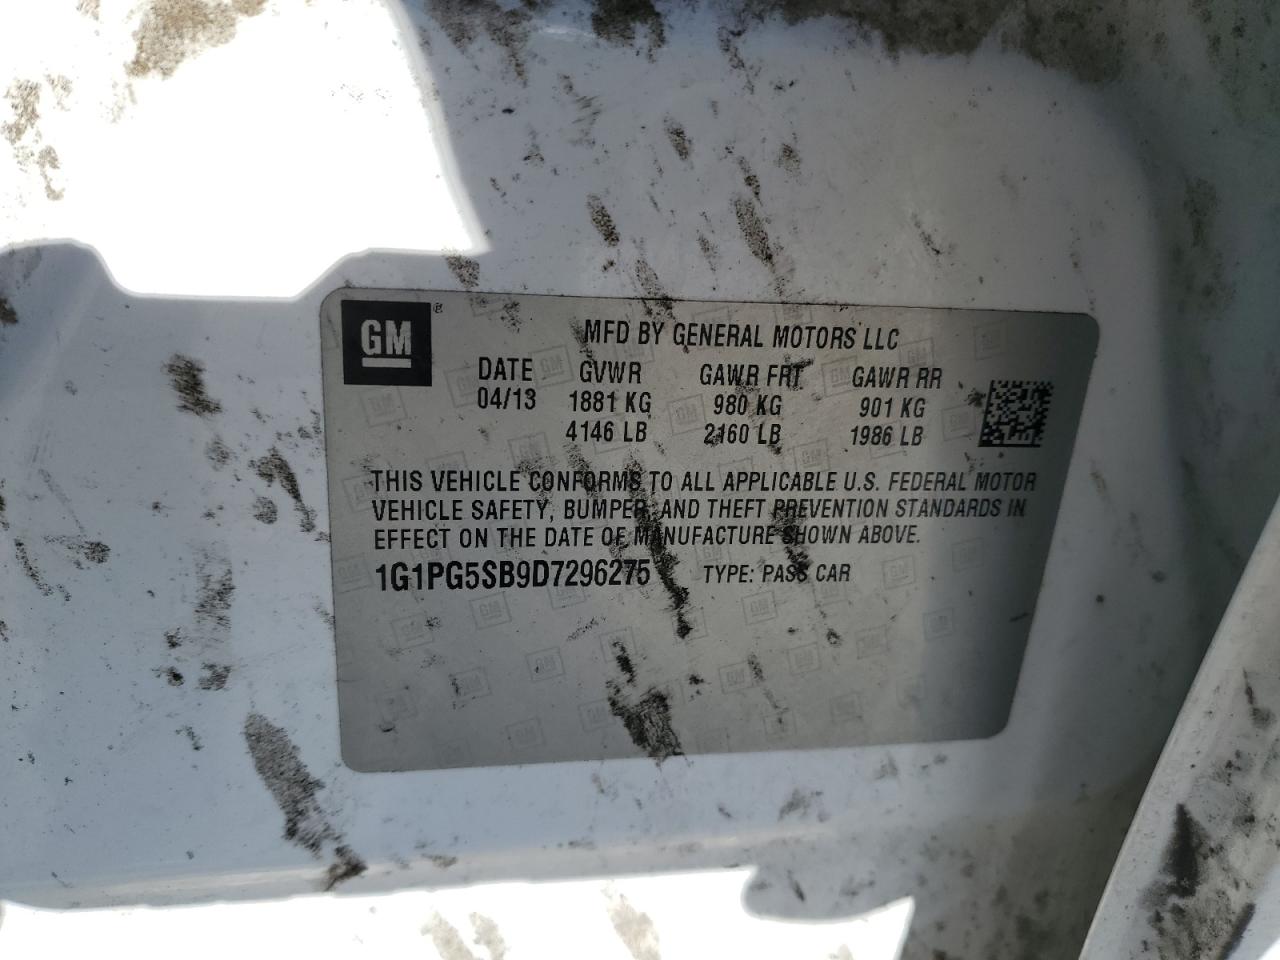 GM®
MFD BY GENERAL MOTORS LLC
DATE GVWR GAWR FRT GAWR RR
04/13 1881 KG 980 KG 901 KG
4146 LB 2160 LB 1986 LB
THIS VEHICLE CONFORMS TO ALL APPLICABLE U.S. FEDERAL MOTOR
VEHICLE SAFETY, BUMPER, AND THEFT PREVENTION STANDARDS IN
EFFECT ON THE DATE OF MANUFACTURE SHOWN ABOVE.
1G1PG5SB9D7296275 TYPE: PASS CAR